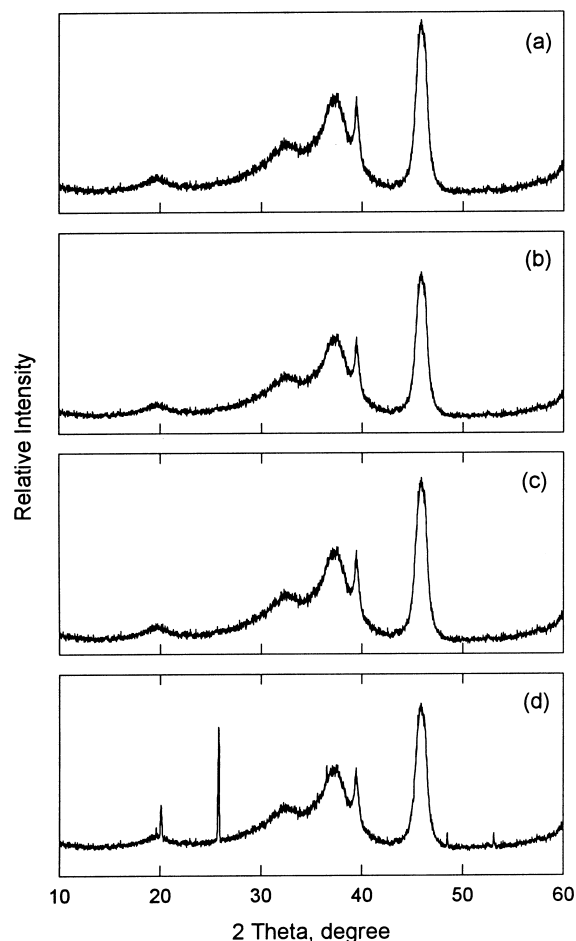 (a)
(b)
(c)
(d)
Relative Intensity
10 20 30 40 50 60
2 Theta, degree